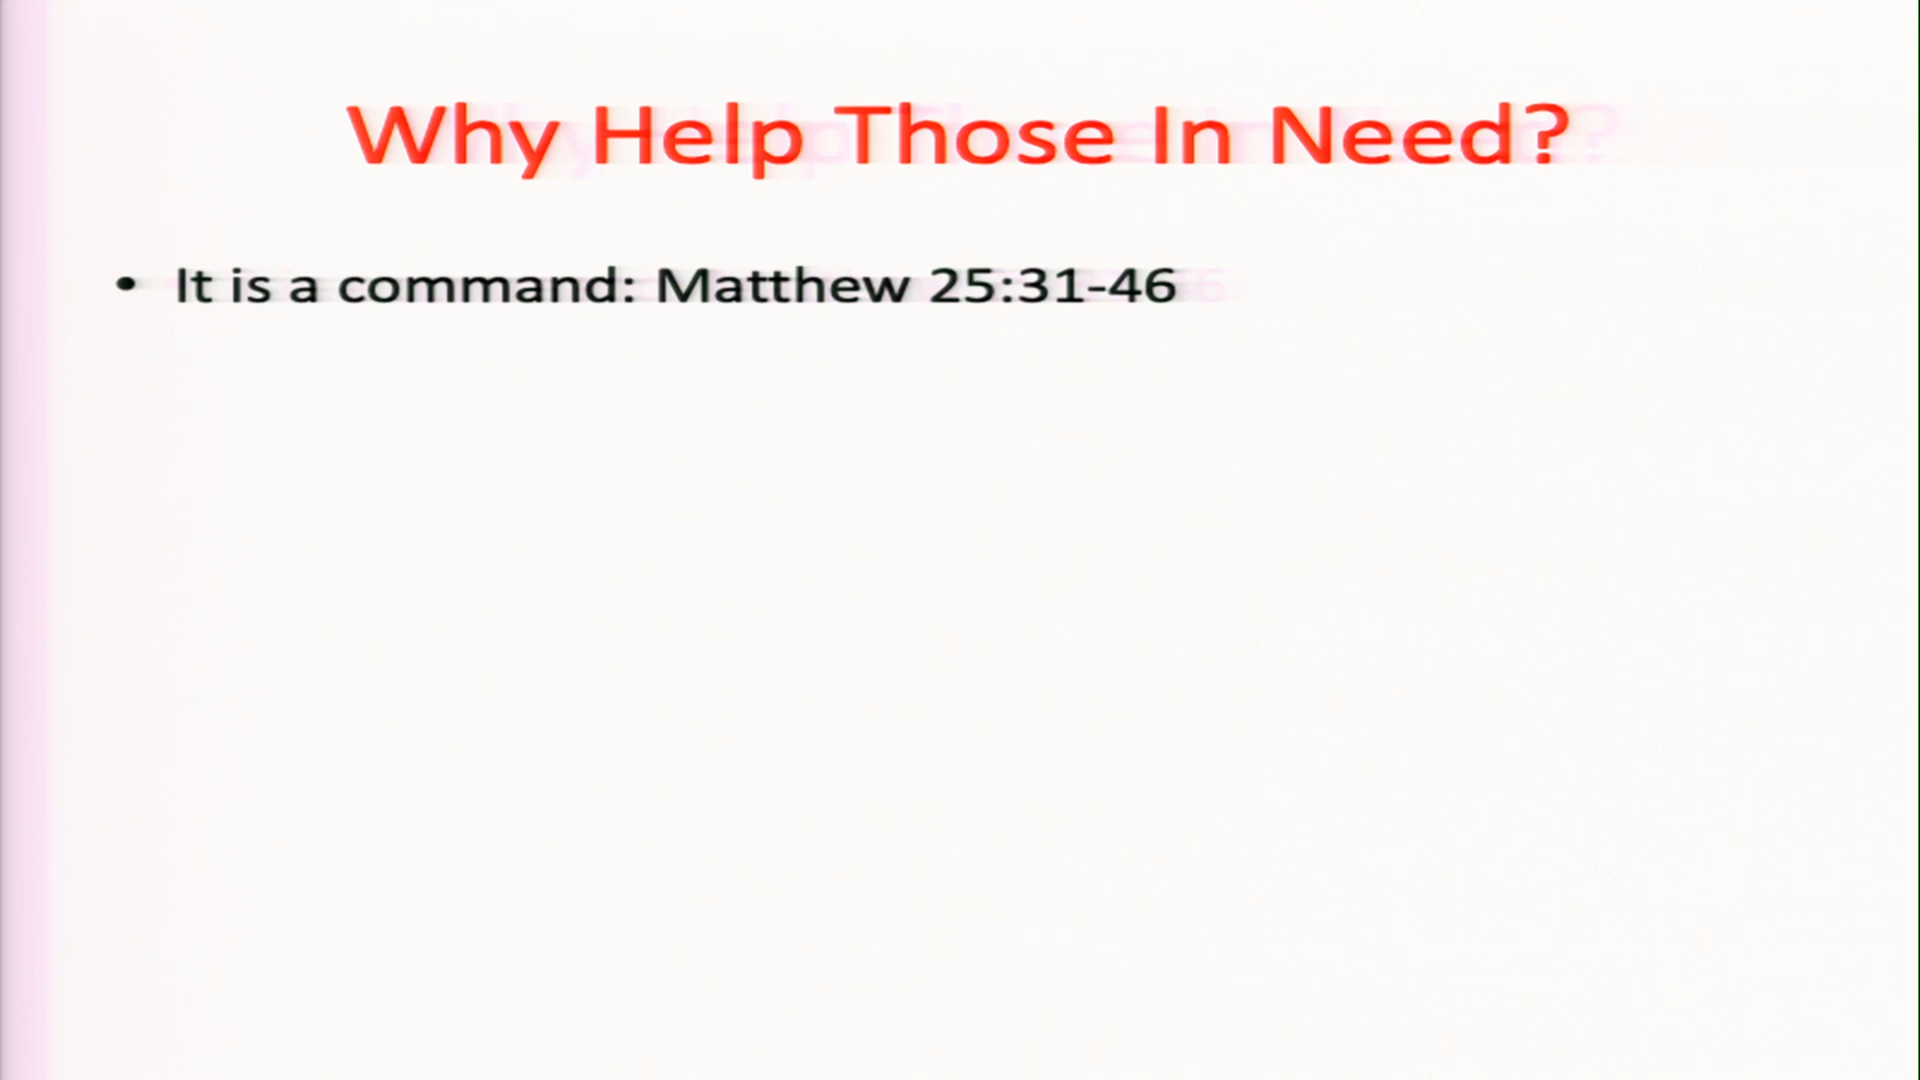 Why Help Those In Need?
• It is a command: Matthew 25:31-46